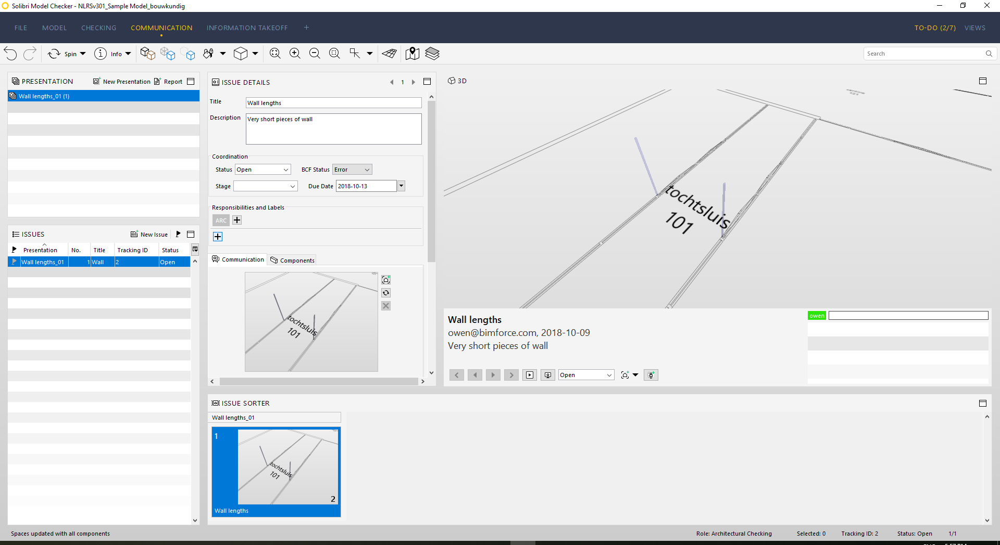 Solibri Model Checker - NLRSv301_Sample Model_bouwkundig
FILE MODEL CHECKING COMMUNICATION INFORMATION TAKEOFF + TO-DO (2/7) VIEWS
Spin Info Search
PRESENTATION New Presentation Report
Wall lengths_01 (1)
ISSUES New Issue
Presentation No. Title Tracking ID Status
Wall lengths_01 1 Wall 2 Open
ISSUE DETAILS 1
Title Wall lengths
Description Very short pieces of wall
Coordination
Status Open BCF Status Error
Stage Due Date 2018-10-13
Responsibilities and Labels
ARC
Communication Components
tochtsluis
101
3D
tochtsluis
101
Wall lengths
owen@bimforce.com, 2018-10-09
Very short pieces of wall
Open
owen
ISSUE SORTER
Wall lengths_01
1
tochtsluis
101
2
Wall lengths
Spaces updated with all components
Role: Architectural Checking Selected: 0 Tracking ID: 2 Status: Open 1/1